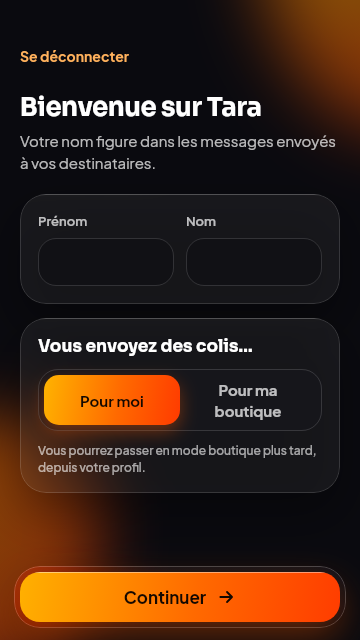 Se déconnecter
Bienvenue sur Tara
Votre nom figure dans les messages envoyés
à vos destinataires.
Prénom
Nom
Vous envoyez des colis...
Pour moi
Pour ma
boutique
Vous pourrez passer en mode boutique plus tard,
depuis votre profil.
Continuer →